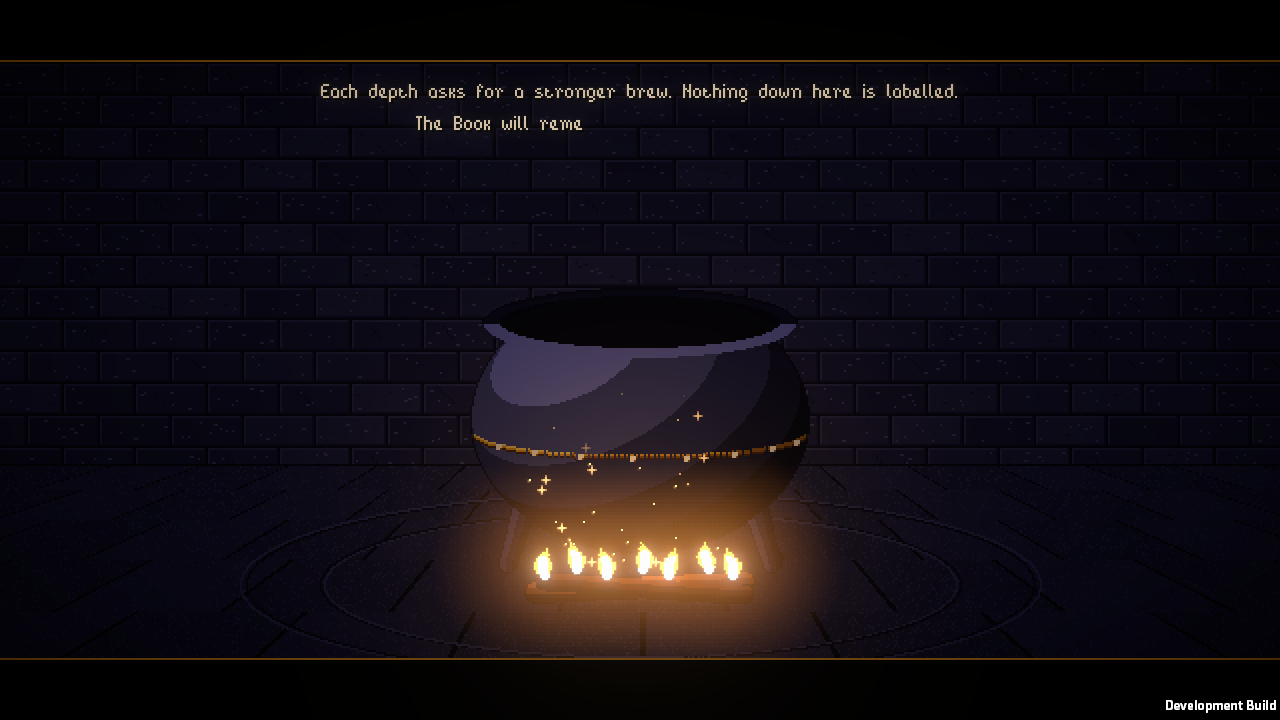 Each depth asks for a stronger brew. Nothing down here is labelled.
The Book will reme
Development Build